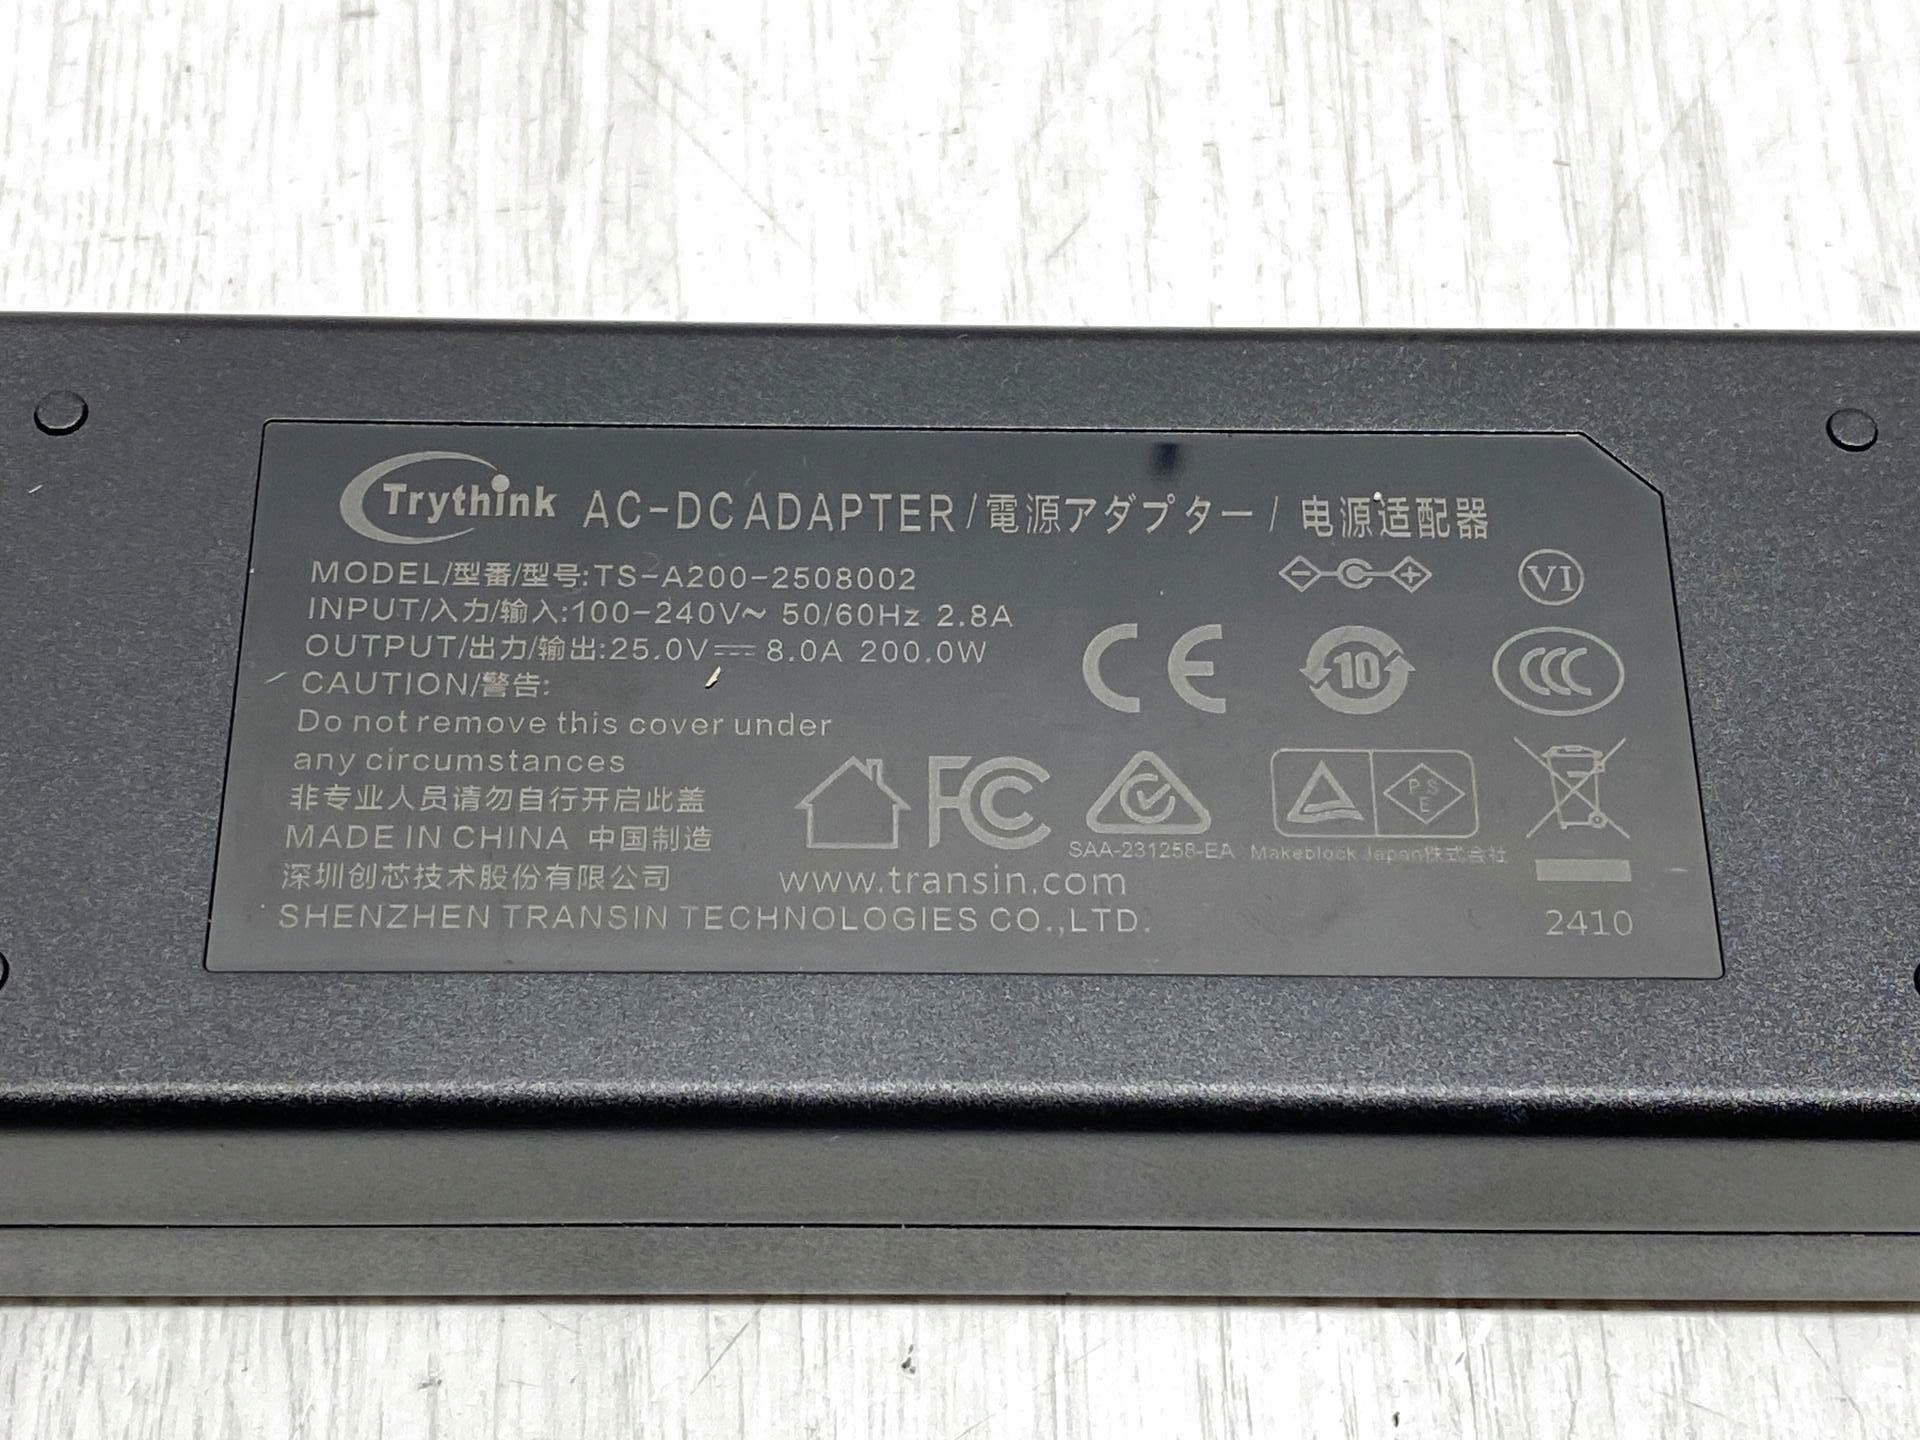 Trythink AC-DC ADAPTER/電源アダプター/电源适配器
MODEL/型番/型号:TS-A200-2508002
INPUT/入力/输入:100-240V~ 50/60Hz 2.8A
OUTPUT/出力/输出:25.0V⎓8.0A 200.0W
CAUTION/警告:
Do not remove this cover under
any circumstances
非专业人员请勿自行开启此盖
MADE IN CHINA 中国制造
深圳创芯技术股份有限公司
SHENZHEN TRANSIN TECHNOLOGIES CO.,LTD.
www.transin.com
VI
CE
10
CCC
FC
SAA-231258-EA
PSE
Makeblock Japan株式会社
2410